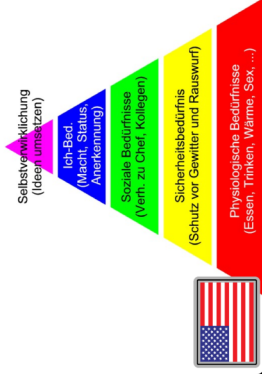 Selbstverwirklichung
(Ideen umsetzen)
Ich-Bed.
(Macht, Status,
Anerkennung)
Soziale Bedürfnisse
(Verh. zu Chef, Kollegen)
Sicherheitsbedürfnis
(Schutz vor Gewitter und Rauswurf)
Physiologische Bedürfnisse
(Essen, Trinken, Wärme, Sex, ...)